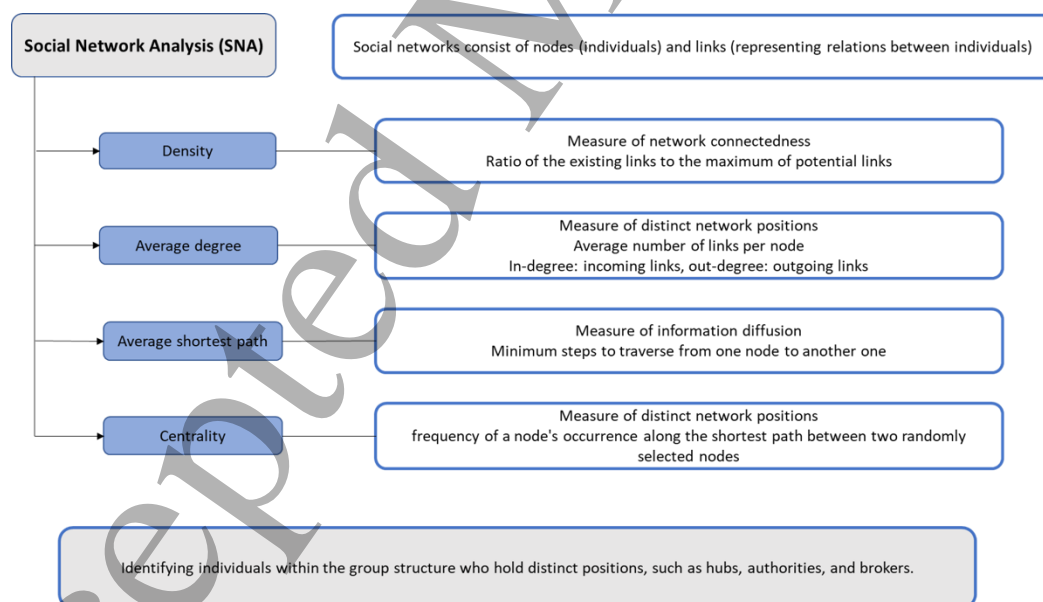 Social Network Analysis (SNA)
Social networks consist of nodes (individuals) and links (representing relations between individuals)
Density
Measure of network connectedness
Ratio of the existing links to the maximum of potential links
Average degree
Measure of distinct network positions
Average number of links per node
In-degree: incoming links, out-degree: outgoing links
Average shortest path
Measure of information diffusion
Minimum steps to traverse from one node to another one
Centrality
Measure of distinct network positions
frequency of a node's occurrence along the shortest path between two randomly
selected nodes
Identifying individuals within the group structure who hold distinct positions, such as hubs, authorities, and brokers.